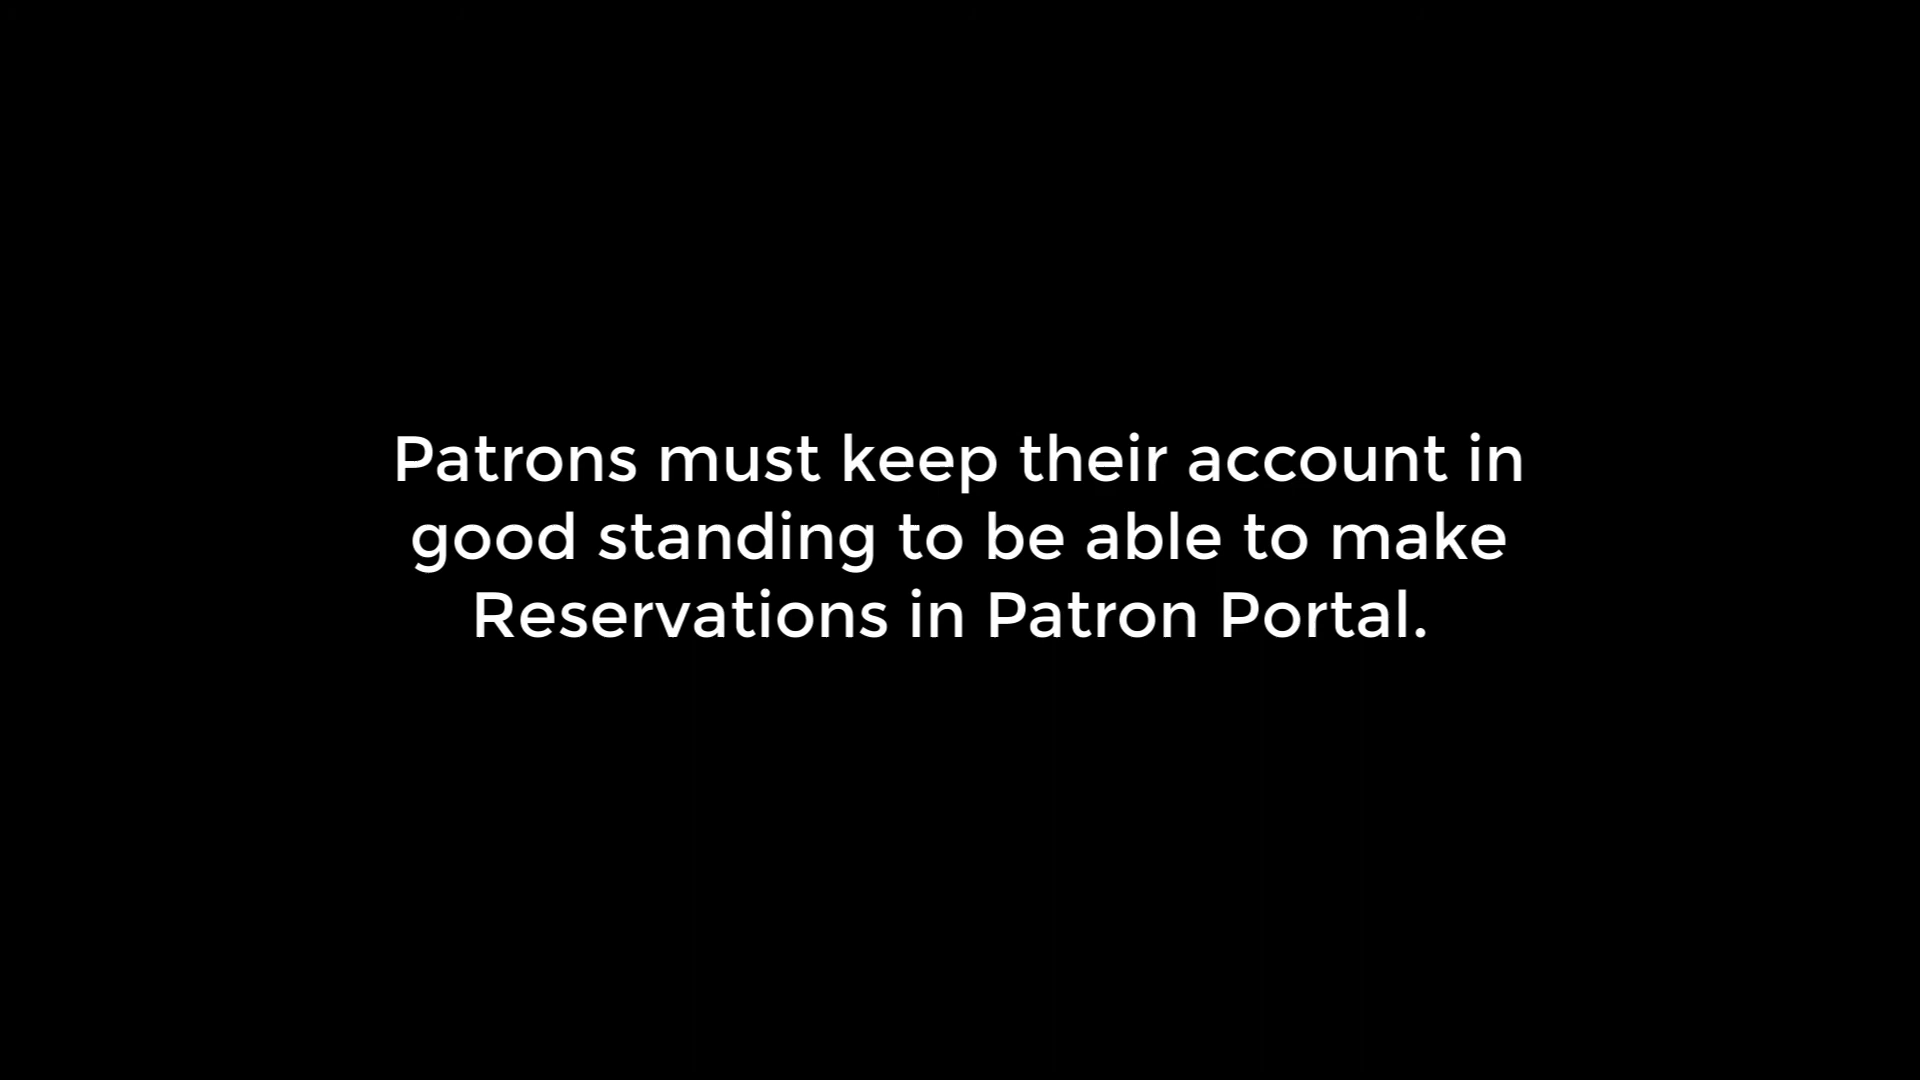 Patrons must keep their account in
good standing to be able to make
Reservations in Patron Portal.